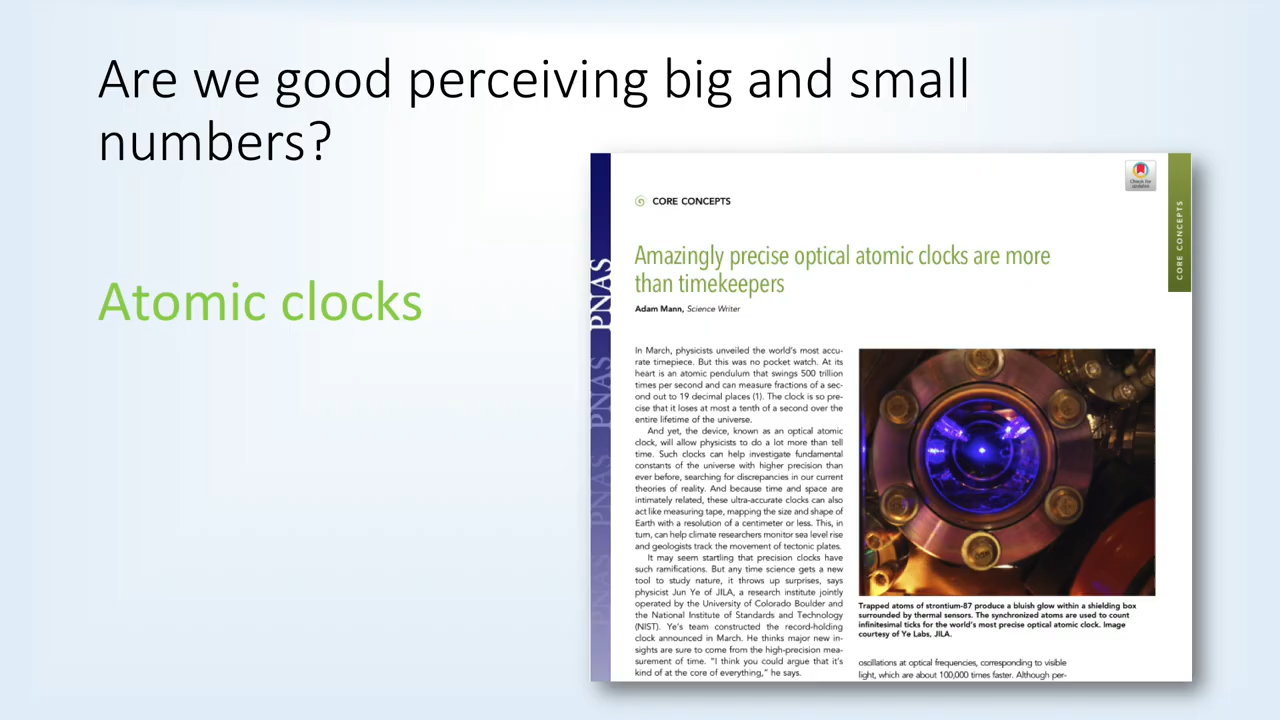 Are we good perceiving big and small
numbers?
Atomic clocks
PNAS
PNAS
PNAS
PNAS
Check for
updates
CORE CONCEPTS
CORE CONCEPTS
Amazingly precise optical atomic clocks are more
than timekeepers
Adam Mann, Science Writer
In March, physicists unveiled the world's most accu-
rate timepiece. But this was no pocket watch. At its
heart is an atomic pendulum that swings 500 trillion
times per second and can measure fractions of a sec-
ond out to 19 decimal places (1). The clock is so pre-
cise that it loses at most a tenth of a second over the
entire lifetime of the universe.
And yet, the device, known as an optical atomic
clock, will allow physicists to do a lot more than tell
time. Such clocks can help investigate fundamental
constants of the universe with higher precision than
ever before, searching for discrepancies in our current
theories of reality. And because time and space are
intimately related, these ultra-accurate clocks can also
act like measuring tape, mapping the size and shape of
Earth with a resolution of a centimeter or less. This, in
turn, can help climate researchers monitor sea level rise
and geologists track the movement of tectonic plates.
It may seem startling that precision clocks have
such ramifications. But any time science gets a new
tool to study nature, it throws up surprises, says
physicist Jun Ye of JILA, a research institute jointly
operated by the University of Colorado Boulder and
the National Institute of Standards and Technology
(NIST). Ye's team constructed the record-holding
clock announced in March. He thinks major new in-
sights are sure to come from the high-precision mea-
surement of time. "I think you could argue that it's
kind of at the core of everything," he says.
Trapped atoms of strontium-87 produce a bluish glow within a shielding box
surrounded by thermal sensors. The synchronized atoms are used to count
infinitesimal ticks for the world's most precise optical atomic clock. Image
courtesy of Ye Labs, JILA.
oscillations at optical frequencies, corresponding to visible
light, which are about 100,000 times faster. Although per-